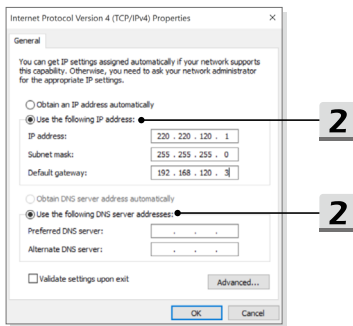 Internet Protocol Version 4 (TCP/IPv4) Properties
General
You can get IP settings assigned automatically if your network supports
this capability. Otherwise, you need to ask your network administrator
for the appropriate IP settings.
Obtain an IP address automatically
Use the following IP address:
2
IP address: 220 . 220 . 120 . 1
Subnet mask: 255 . 255 . 255 . 0
Default gateway: 192 . 168 . 120 . 3
Obtain DNS server address automatically
Use the following DNS server addresses:
2
Preferred DNS server: . . .
Alternate DNS server: . . .
Validate settings upon exit
Advanced...
OK Cancel